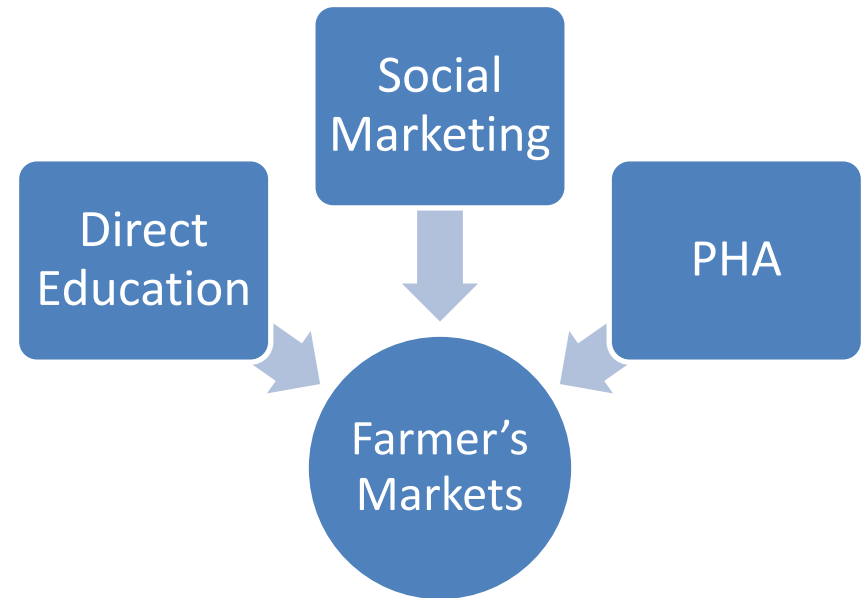 Social
Marketing
Direct
Education
PHA
Farmer’s
Markets